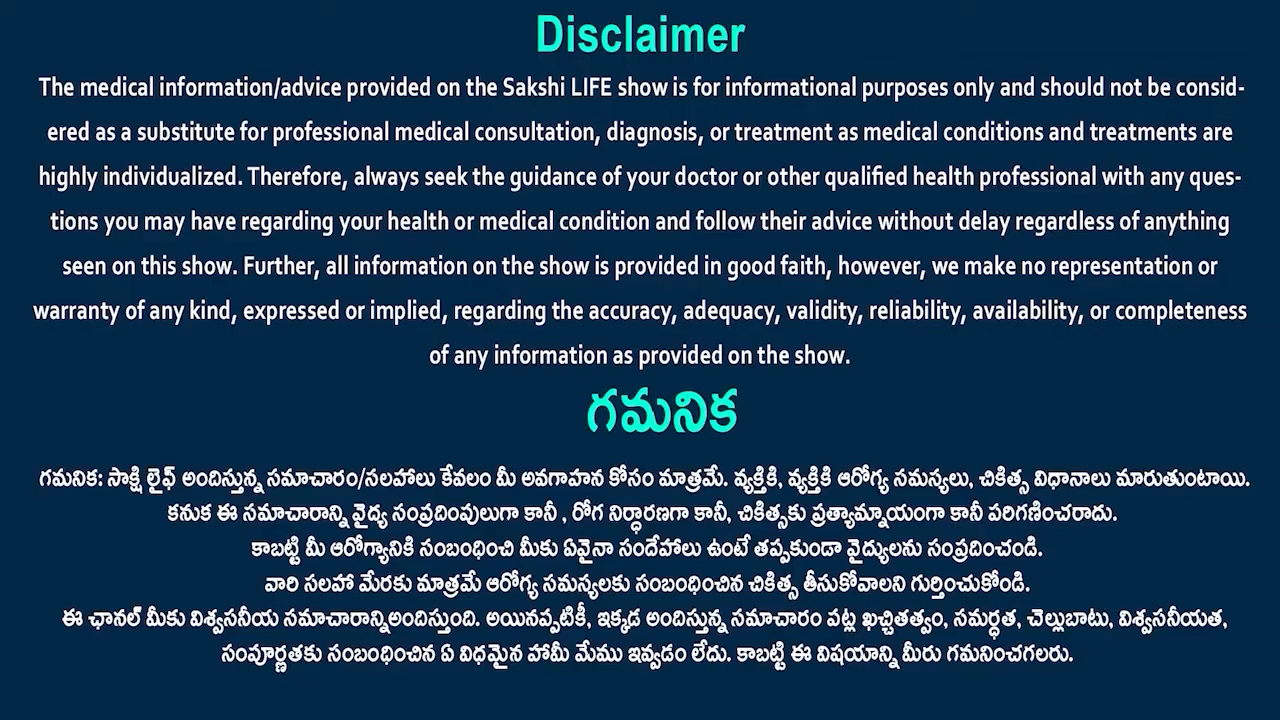 Disclaimer
The medical information/advice provided on the Sakshi LIFE show is for informational purposes only and should not be consid-
ered as a substitute for professional medical consultation, diagnosis, or treatment as medical conditions and treatments are
highly individualized. Therefore, always seek the guidance of your doctor or other qualified health professional with any ques-
tions you may have regarding your health or medical condition and follow their advice without delay regardless of anything
seen on this show. Further, all information on the show is provided in good faith, however, we make no representation or
warranty of any kind, expressed or implied, regarding the accuracy, adequacy, validity, reliability, availability, or completeness
of any information as provided on the show.
గమనిక
గమనిక: సాక్షి లైఫ్ అందిస్తున్న సమాచారం/సలహాలు కేవలం మీ అవగాహన కోసం మాత్రమే. వ్యక్తికి, వ్యక్తికి ఆరోగ్య సమస్యలు, చికిత్స విధానాలు మారుతుంటాయి.
కనుక ఈ సమాచారాన్ని వైద్య సంప్రదింపులుగా కానీ , రోగ నిర్ధారణగా కానీ, చికిత్సకు ప్రత్యామ్నాయంగా కానీ పరిగణించరాదు.
కాబట్టి మీ ఆరోగ్యానికి సంబంధించి మీకు ఏవైనా సందేహాలు ఉంటే తప్పకుండా వైద్యులను సంప్రదించండి.
వారి సలహా మేరకు మాత్రమే ఆరోగ్య సమస్యలకు సంబంధించిన చికిత్స తీసుకోవాలని గుర్తించుకోండి.
ఈ ఛానల్ మీకు విశ్వసనీయ సమాచారాన్నిఅందిస్తుంది. అయినప్పటికీ, ఇక్కడ అందిస్తున్న సమాచారం పట్ల ఖచ్చితత్వం, సమర్ధత, చెల్లుబాటు, విశ్వసనీయత,
సంపూర్ణతకు సంబంధించిన ఏ విధమైన హామీ మేము ఇవ్వడం లేదు. కాబట్టి ఈ విషయాన్ని మీరు గమనించగలరు.